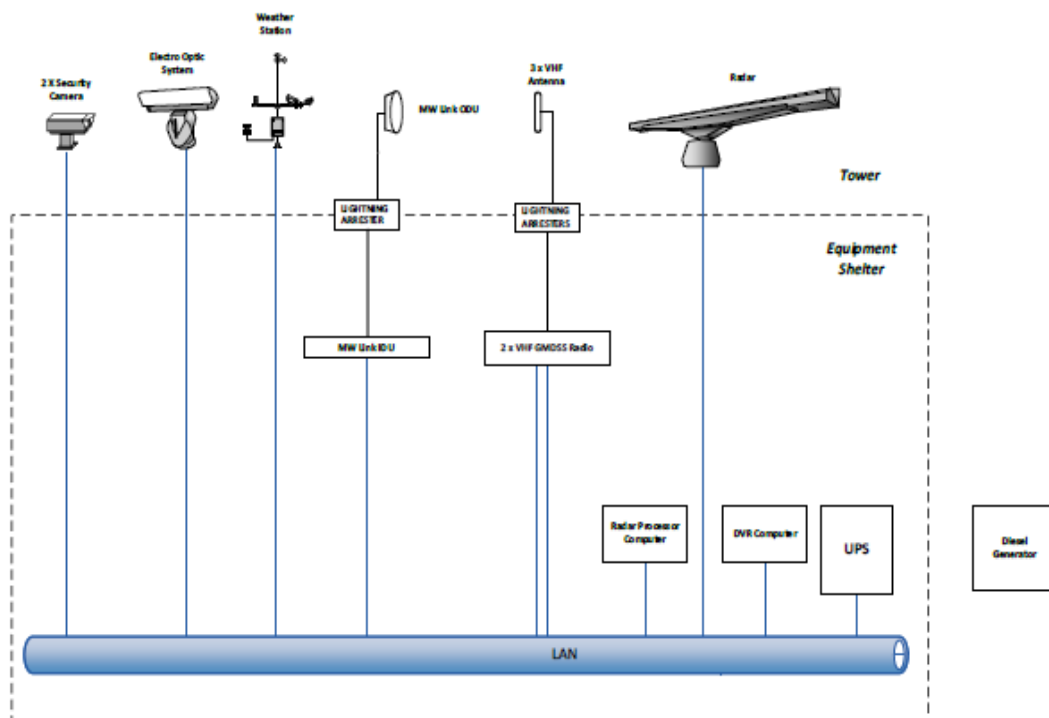 Weather
Station
Electro Optic
System
2 X Security
Camera
3 x VHF
Antenna
Radar
MW Link ODU
Tower
LIGHTNING
ARRESTER
LIGHTNING
ARRESTERS
Equipment
Shelter
MW Link IDU
2 x VHF GMDSS Radio
Radar Processor
Computer
DVR Computer
UPS
Diesel
Generator
LAN